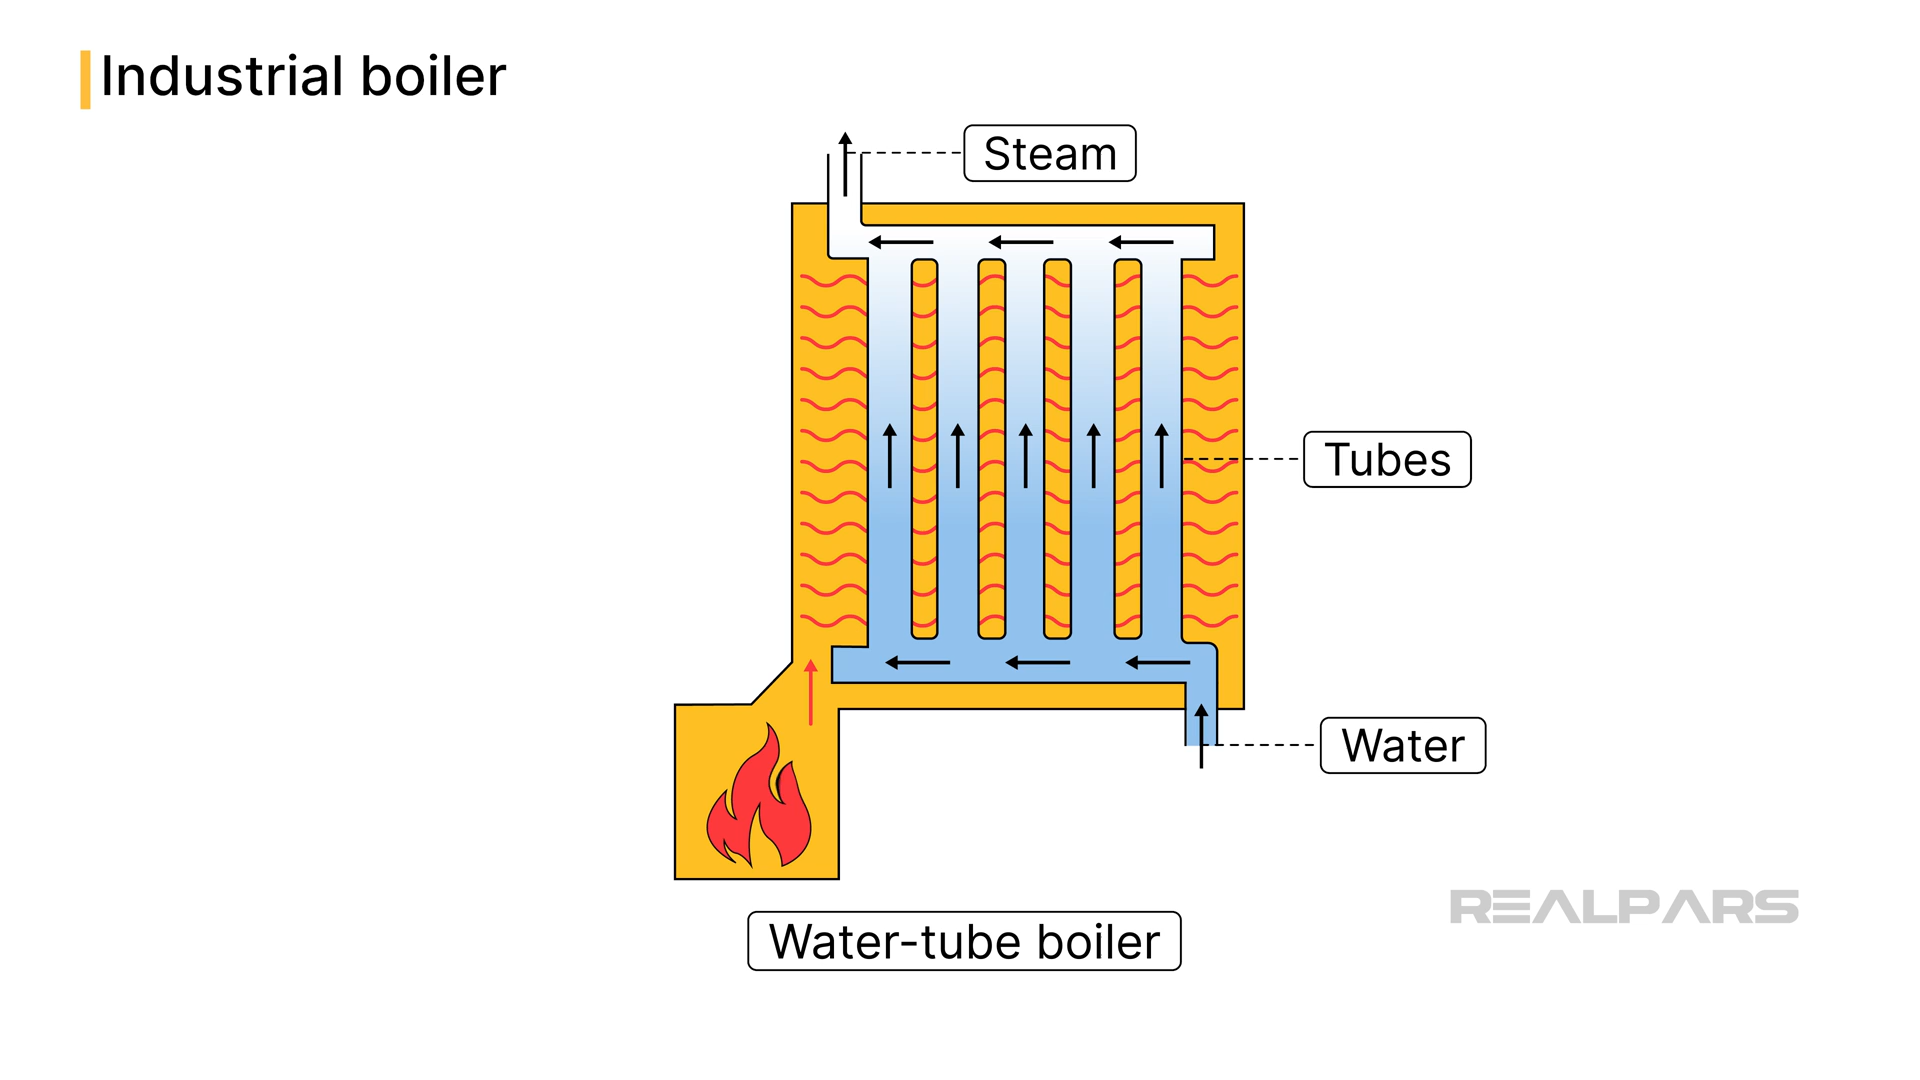 Industrial boiler
Steam
Tubes
Water
REALPARS
Water-tube boiler